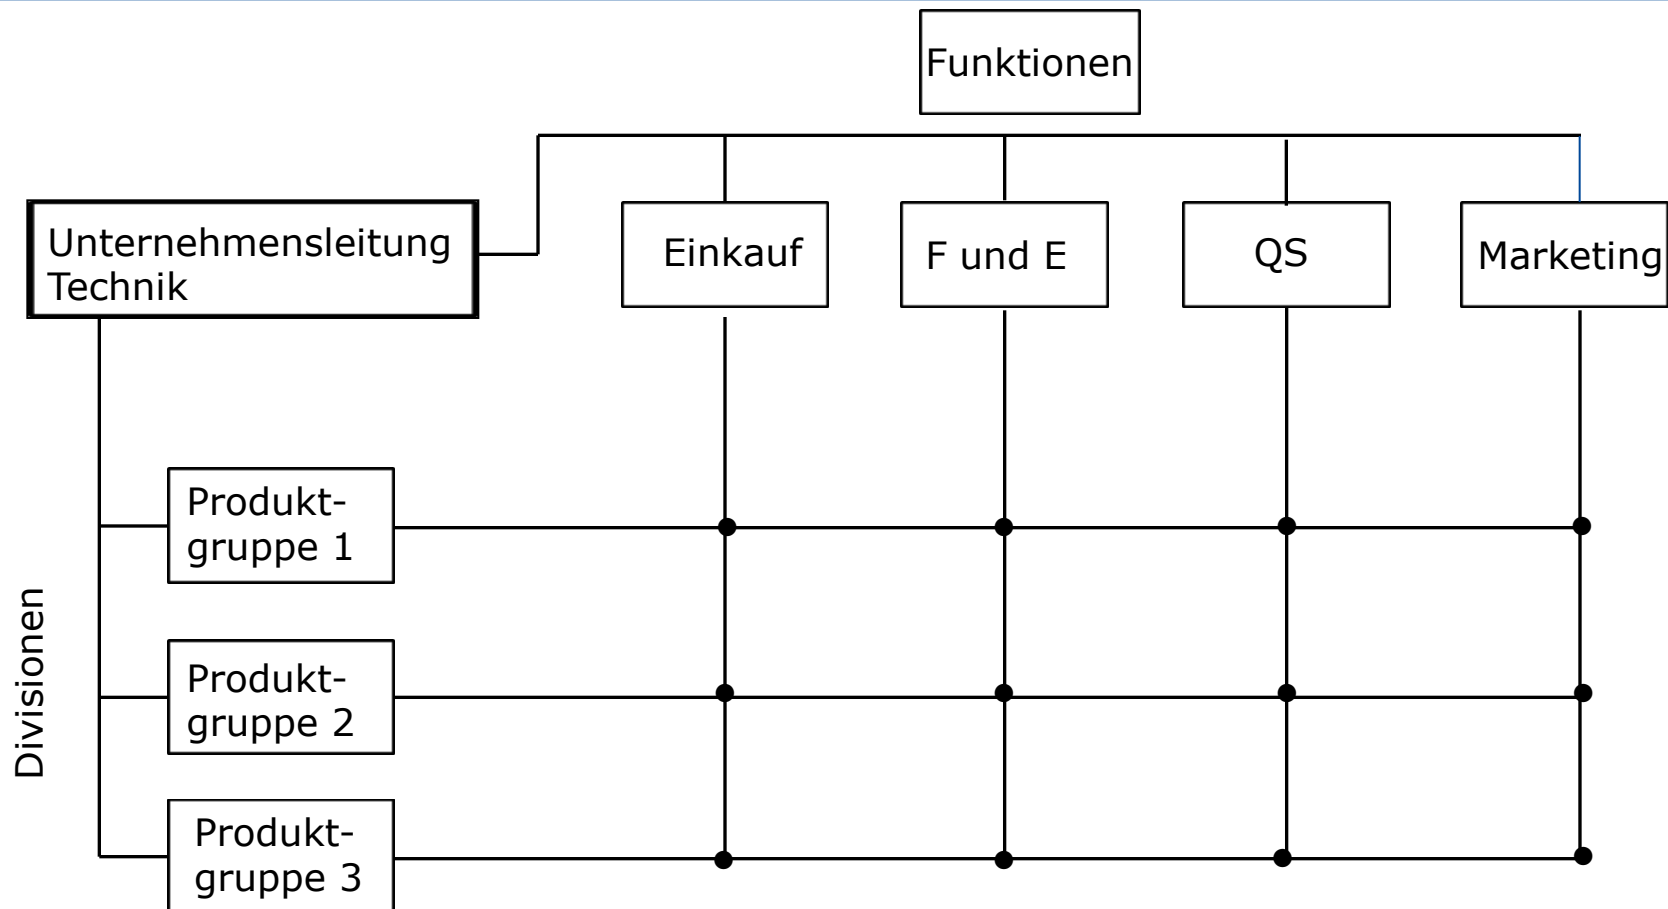 Funktionen
Unternehmensleitung
Technik
Einkauf
F und E
QS
Marketing
Divisionen
Produkt-
gruppe 1
Produkt-
gruppe 2
Produkt-
gruppe 3